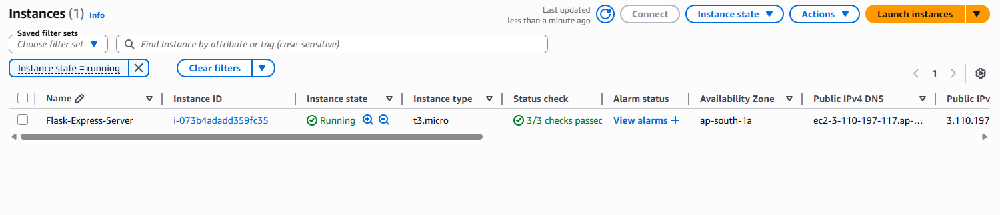 Instances (1) Info
Last updated
less than a minute ago
Connect
Instance state
Actions
Launch instances
Saved filter sets
Choose filter set
Find Instance by attribute or tag (case-sensitive)
Instance state = running
Clear filters
1
Name Instance ID Instance state Instance type Status check Alarm status Availability Zone Public IPv4 DNS Public IPv
Flask-Express-Server i-073b4adadd359fc35 Running t3.micro 3/3 checks passed View alarms + ap-south-1a ec2-3-110-197-117.ap-... 3.110.197